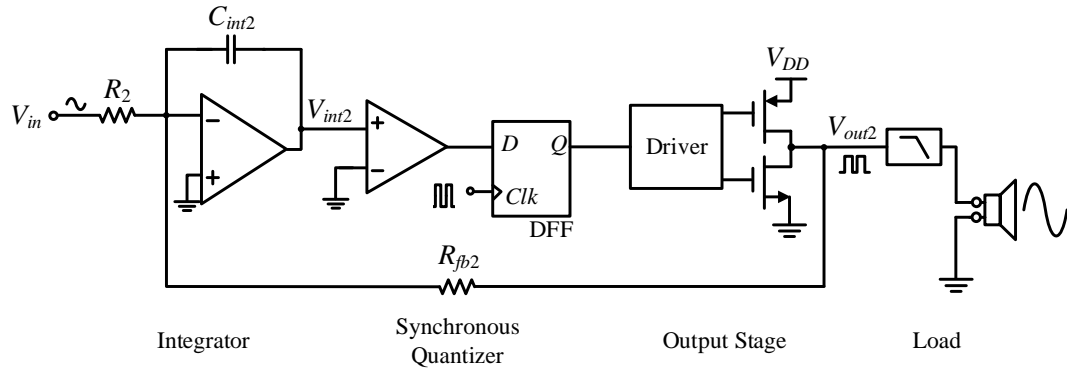 C_int2
V_DD
R_2
V_in
V_int2
V_out2
−
+
+
−
D
Q
Clk
DFF
Driver
R_fb2
Integrator
Synchronous
Quantizer
Output Stage
Load